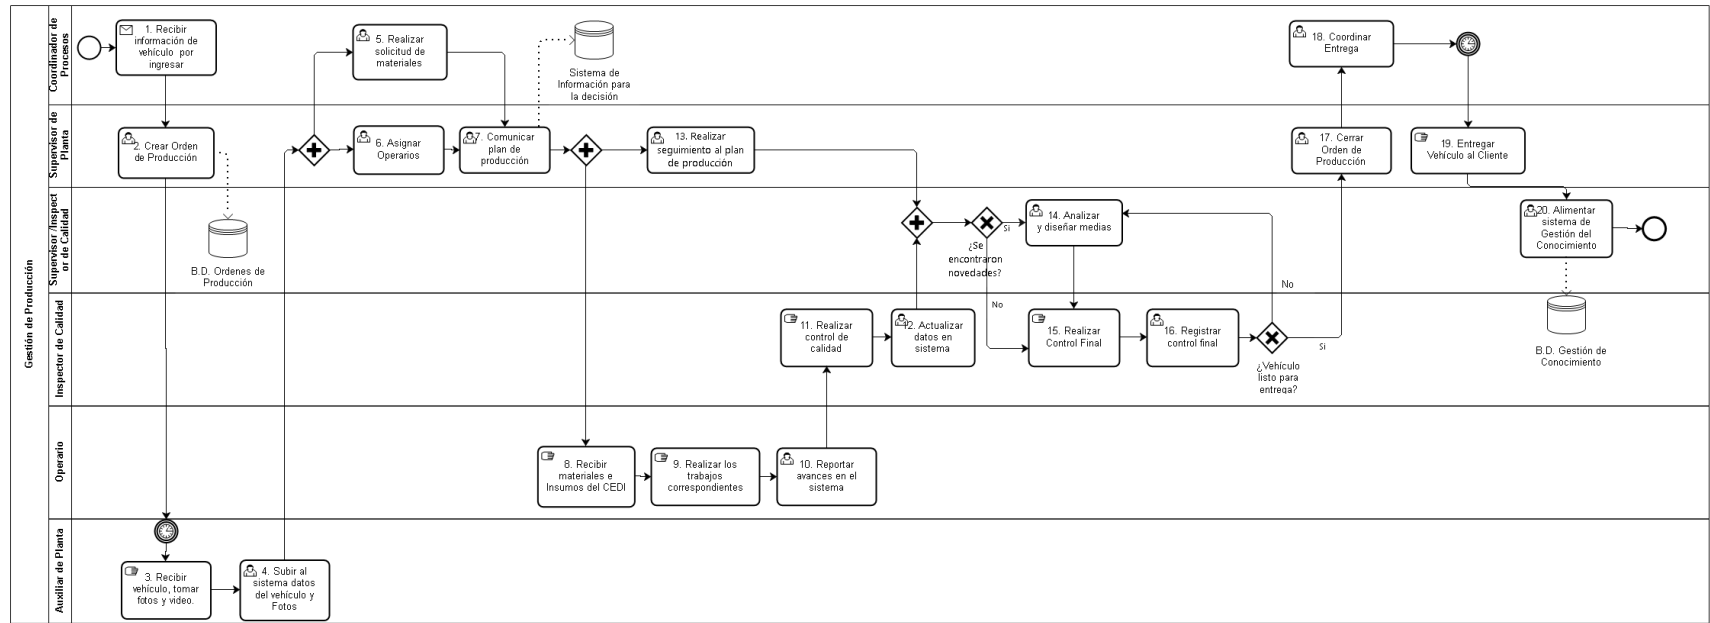 Gestión de Producción
Coordinador de
Procesos
1. Recibir
información de
vehículo por
ingresar
5. Realizar
solicitud de
materiales
Sistema de
Información para
la decisión
18. Coordinar
Entrega
Supervisor de
Planta
2. Crear Orden
de Producción
6. Asignar
Operarios
7. Comunicar
plan de
producción
13. Realizar
seguimiento al plan
de producción
17. Cerrar
Orden de
Producción
19. Entregar
Vehículo al Cliente
Supervisor /Inspect
or de Calidad
B.D. Ordenes de
Producción
¿Se
encontraron
novedades?
Si
No
14. Analizar
y diseñar medias
No
20. Alimentar
sistema de
Gestión del
Conocimiento
Inspector de Calidad
11. Realizar
control de
calidad
12. Actualizar
datos en
sistema
15. Realizar
Control Final
16. Registrar
control final
¿Vehículo
listo para
entrega?
Si
B.D. Gestión de
Conocimiento
Operario
8. Recibir
materiales e
Insumos del CEDI
9. Realizar los
trabajos
correspondientes
10. Reportar
avances en el
sistema
Auxiliar de Planta
3. Recibir
vehículo, tomar
fotos y video.
4. Subir al
sistema datos
del vehículo y
Fotos